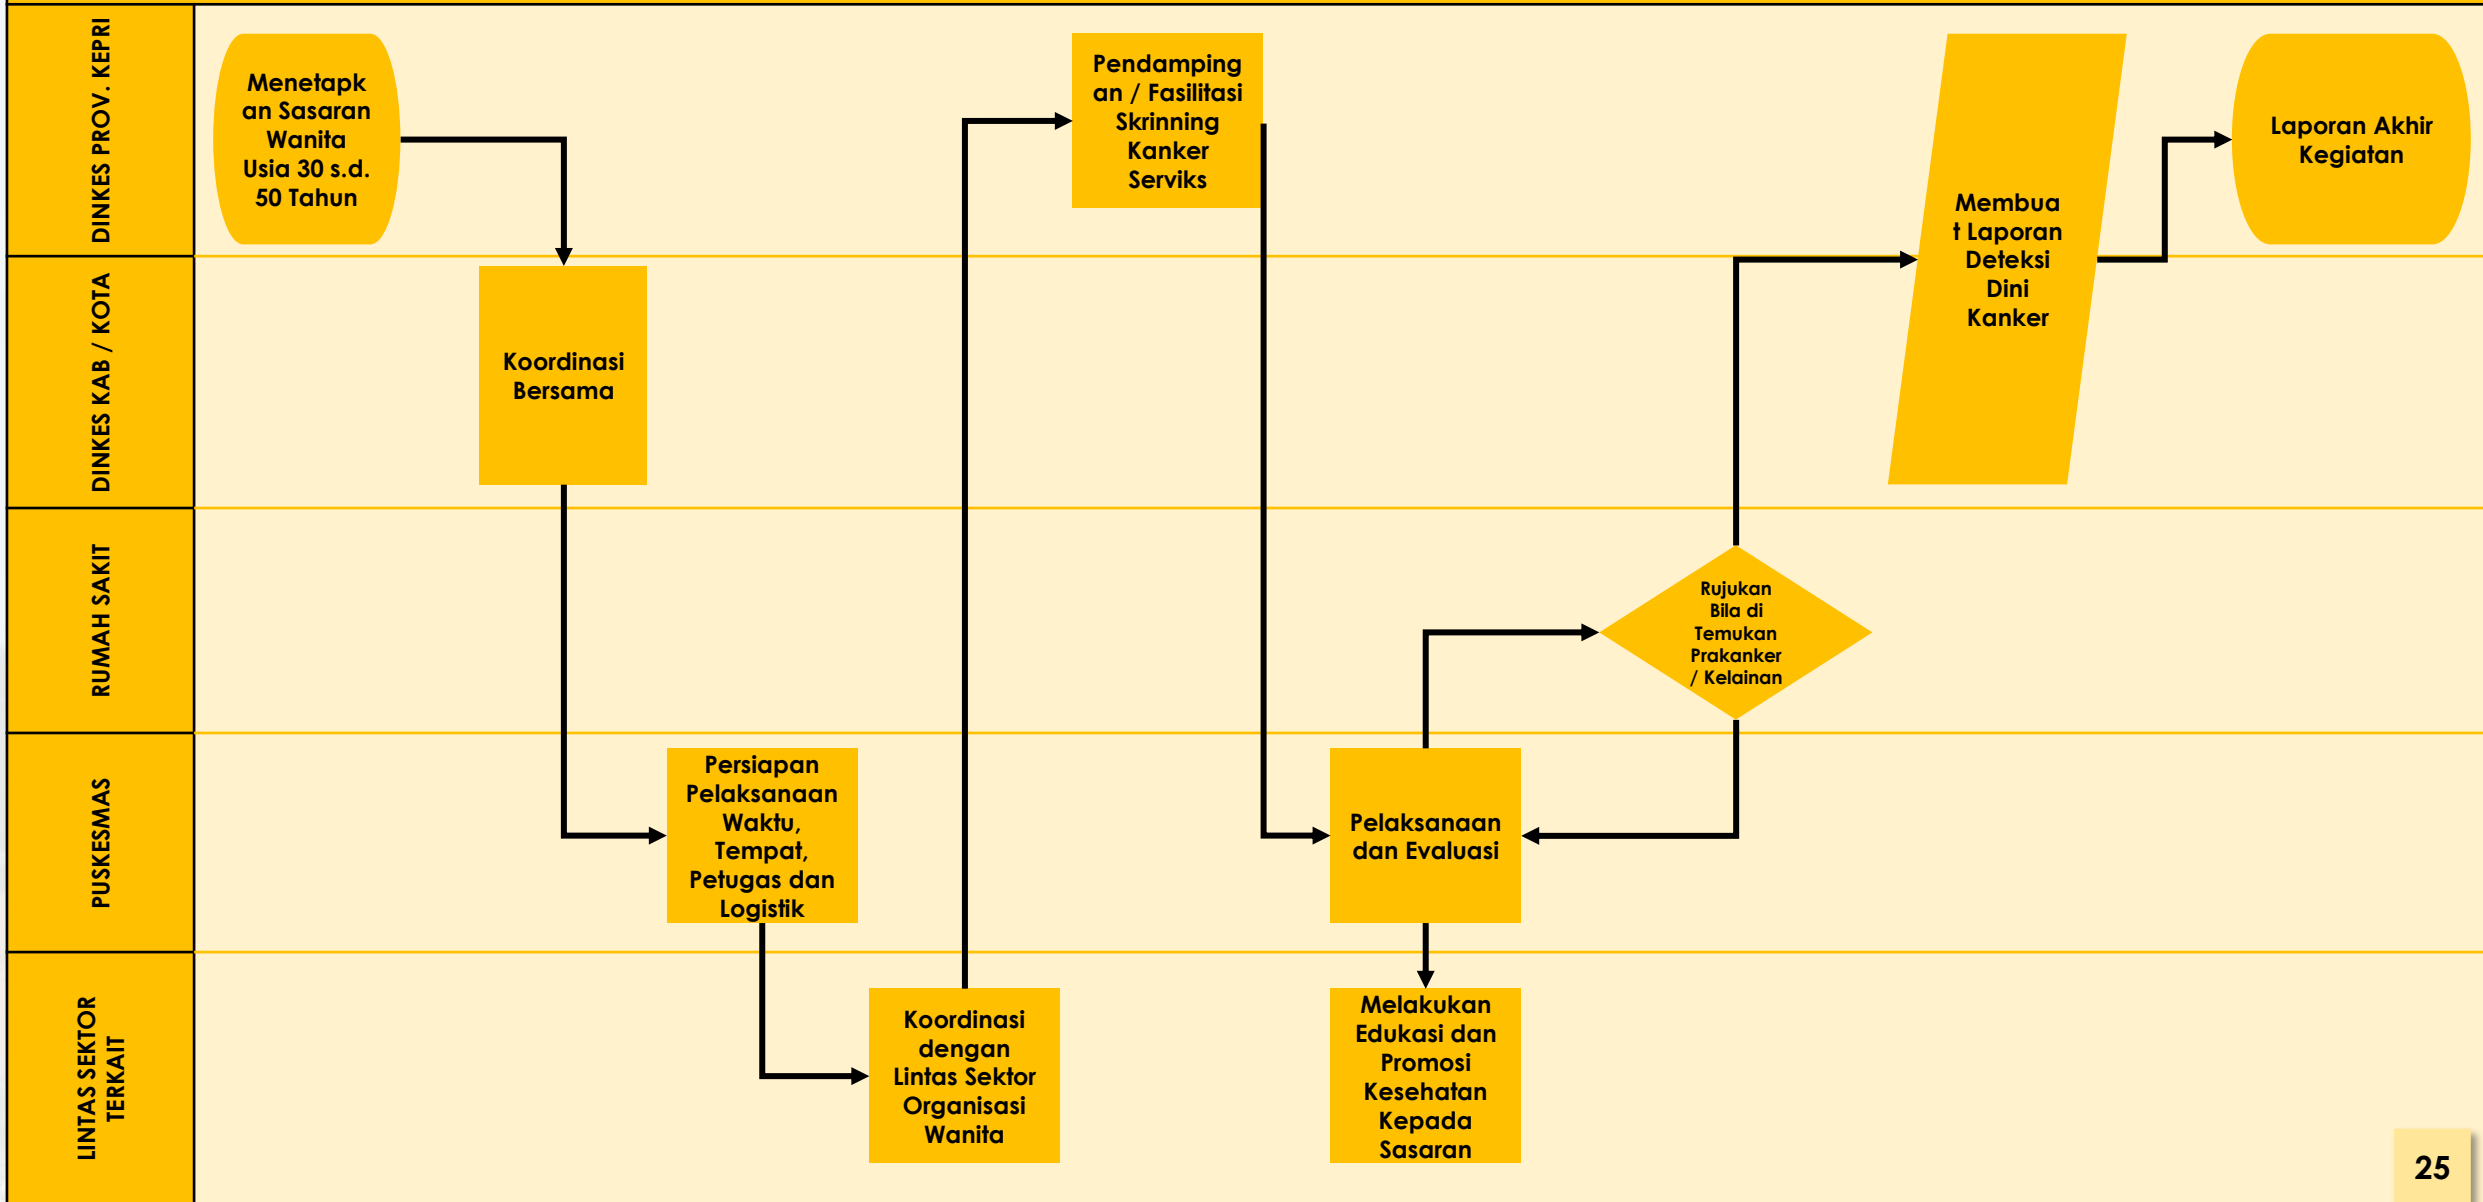 DINKES PROV. KEPRI
Menetapk
an Sasaran
Wanita
Usia 30 s.d.
50 Tahun
Pendamping
an / Fasilitasi
Skrinning
Kanker
Serviks
Membua
t Laporan
Deteksi
Dini
Kanker
Laporan Akhir
Kegiatan
DINKES KAB / KOTA
Koordinasi
Bersama
RUMAH SAKIT
Rujukan
Bila di
Temukan
Prakanker
/ Kelainan
PUSKESMAS
Persiapan
Pelaksanaan
Waktu,
Tempat,
Petugas dan
Logistik
Pelaksanaan
dan Evaluasi
LINTAS SEKTOR
TERKAIT
Koordinasi
dengan
Lintas Sektor
Organisasi
Wanita
Melakukan
Edukasi dan
Promosi
Kesehatan
Kepada
Sasaran
25